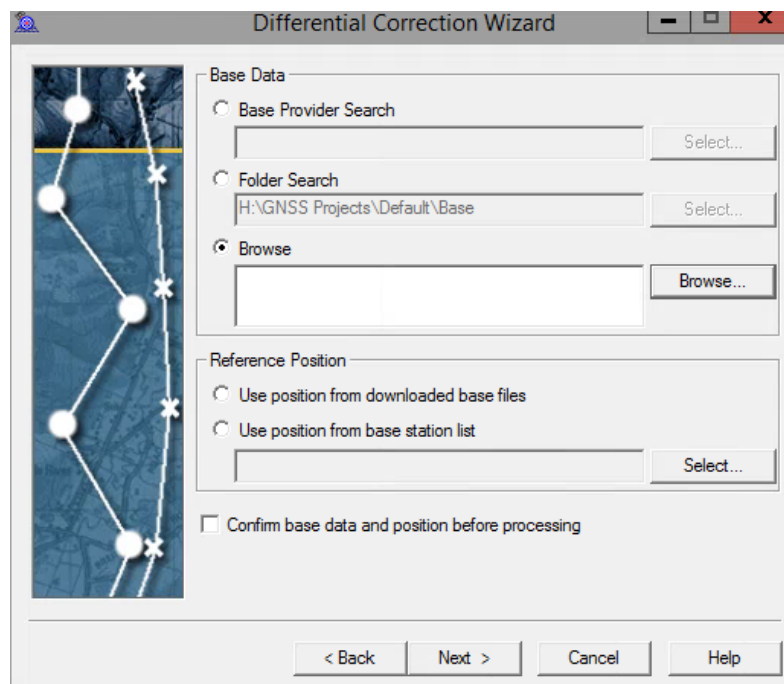 Differential Correction Wizard
Base Data
Base Provider Search
Select...
Folder Search
H:\GNSS Projects\Default\Base
Select...
Browse
Browse...
Reference Position
Use position from downloaded base files
Use position from base station list
Select...
Confirm base data and position before processing
< Back
Next >
Cancel
Help